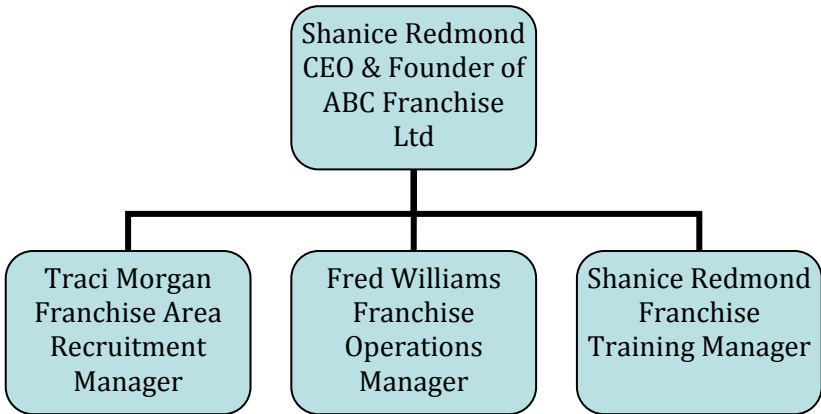 Shanice Redmond
CEO & Founder of
ABC Franchise
Ltd
Traci Morgan
Franchise Area
Recruitment
Manager
Fred Williams
Franchise
Operations
Manager
Shanice Redmond
Franchise
Training Manager